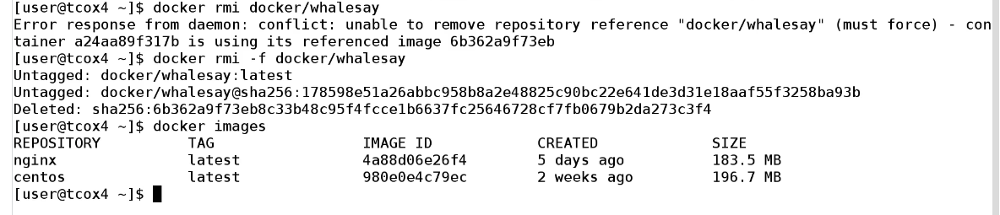 [user@tcox4 ~]$ docker rmi docker/whalesay
Error response from daemon: conflict: unable to remove repository reference "docker/whalesay" (must force) - con
tainer a24aa89f317b is using its referenced image 6b362a9f73eb
[user@tcox4 ~]$ docker rmi -f docker/whalesay
Untagged: docker/whalesay:latest
Untagged: docker/whalesay@sha256:178598e51a26abbc958b8a2e48825c90bc22e641de3d31e18aaf55f3258ba93b
Deleted: sha256:6b362a9f73eb8c33b48c95f4fcce1b6637fc25646728cf7fb0679b2da273c3f4
[user@tcox4 ~]$ docker images
REPOSITORY TAG IMAGE ID CREATED SIZE
nginx latest 4a88d06e26f4 5 days ago 183.5 MB
centos latest 980e0e4c79ec 2 weeks ago 196.7 MB
[user@tcox4 ~]$